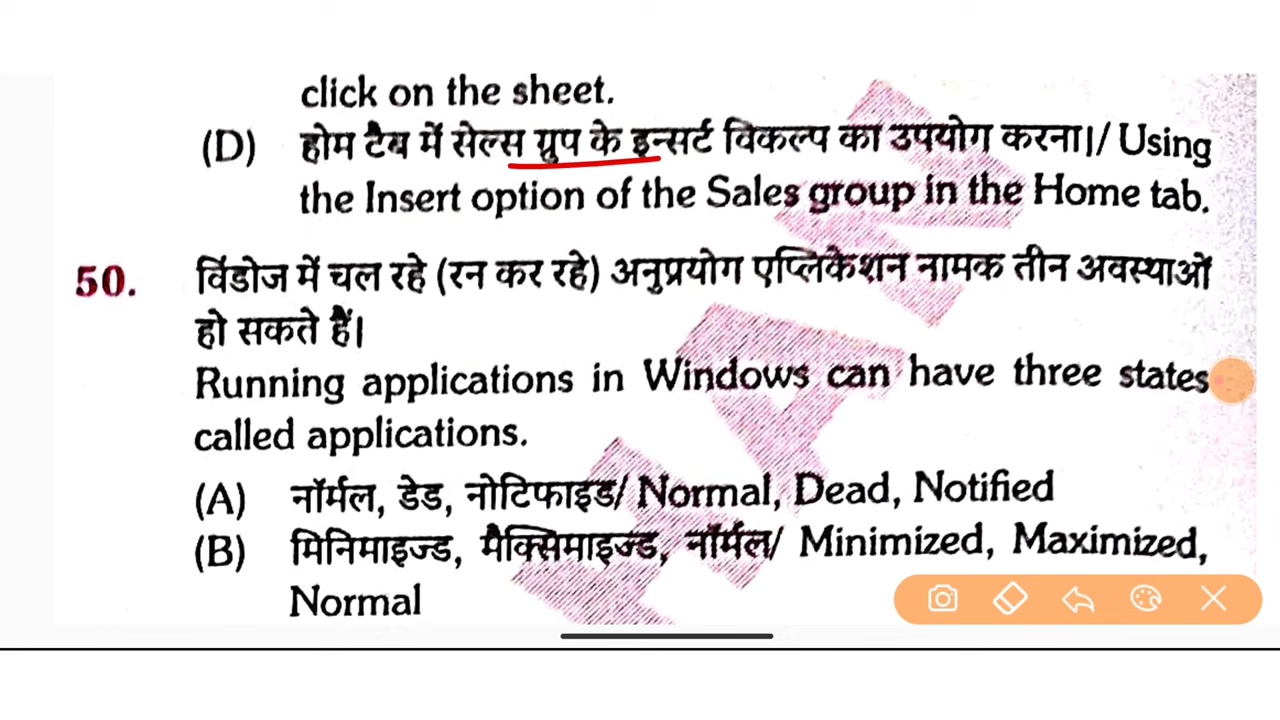 click on the sheet.
(D) होम टैब में सेल्स ग्रुप के इन्सर्ट विकल्प का उपयोग करना।/ Using
the Insert option of the Sales group in the Home tab.
50. विंडोज में चल रहे (रन कर रहे) अनुप्रयोग एप्लिकेशन नामक तीन अवस्थाओं
हो सकते हैं।
Running applications in Windows can have three states
called applications.
(A) नॉर्मल, डेड, नोटिफाइड/ Normal, Dead, Notified
(B) मिनिमाइज्ड, मैक्सिमाइज्ड, नॉर्मल/ Minimized, Maximized,
Normal